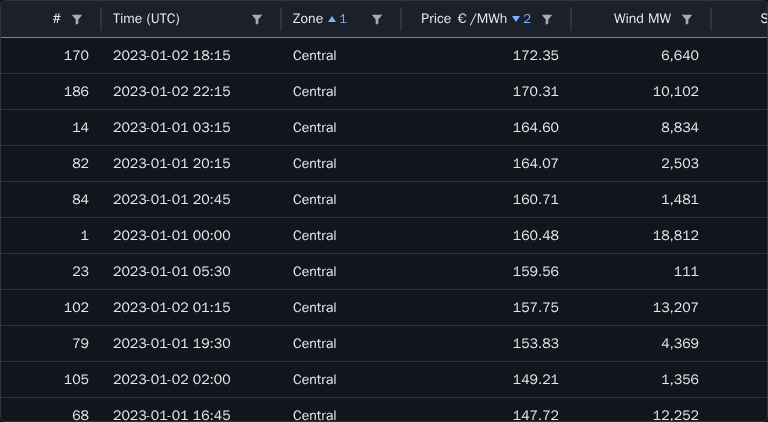 # Time (UTC) Zone 1 Price €/MWh 2 Wind MW S
170 2023-01-02 18:15 Central 172.35 6,640
186 2023-01-02 22:15 Central 170.31 10,102
14 2023-01-01 03:15 Central 164.60 8,834
82 2023-01-01 20:15 Central 164.07 2,503
84 2023-01-01 20:45 Central 160.71 1,481
1 2023-01-01 00:00 Central 160.48 18,812
23 2023-01-01 05:30 Central 159.56 111
102 2023-01-02 01:15 Central 157.75 13,207
79 2023-01-01 19:30 Central 153.83 4,369
105 2023-01-02 02:00 Central 149.21 1,356
68 2023-01-01 16:45 Central 147.72 12,252